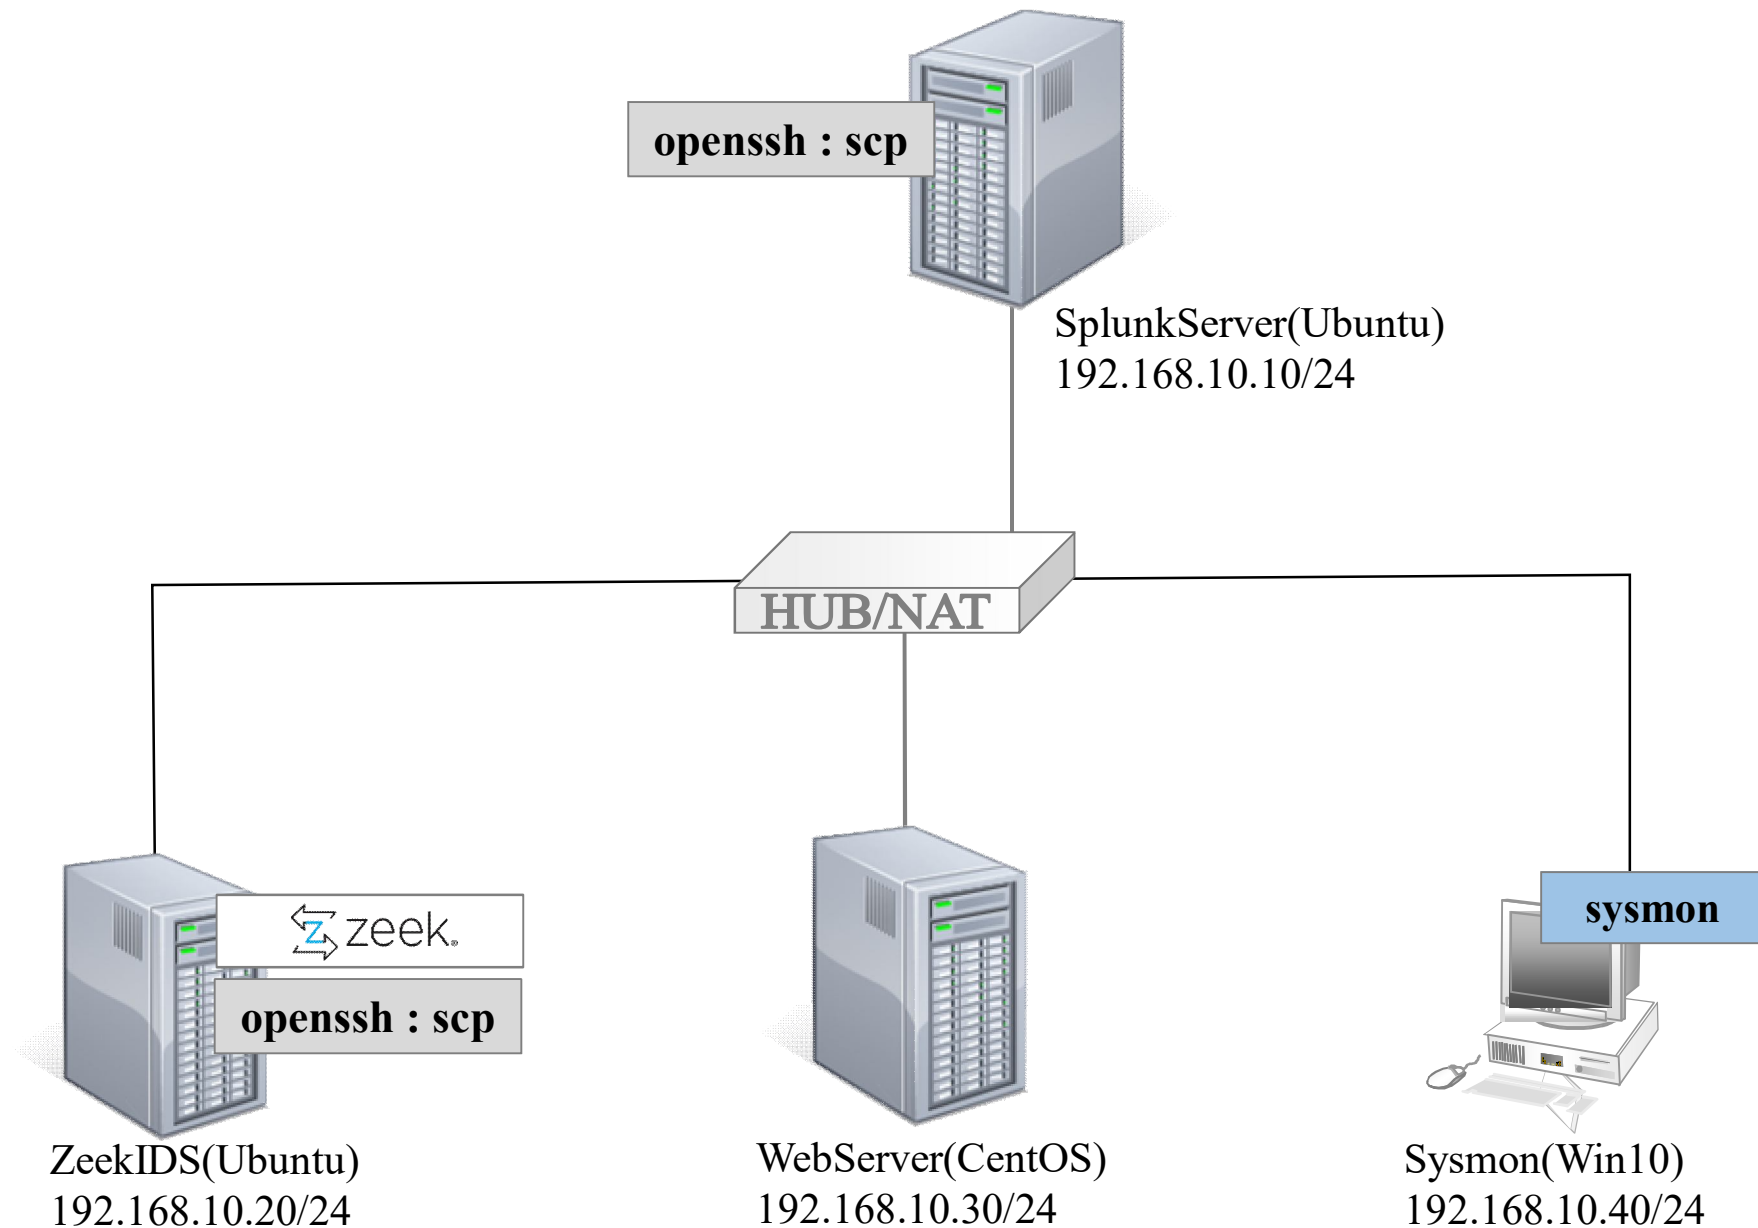 openssh : scp
SplunkServer(Ubuntu)
192.168.10.10/24
HUB/NAT
zeek
openssh : scp
sysmon
ZeekIDS(Ubuntu)
192.168.10.20/24
WebServer(CentOS)
192.168.10.30/24
Sysmon(Win10)
192.168.10.40/24